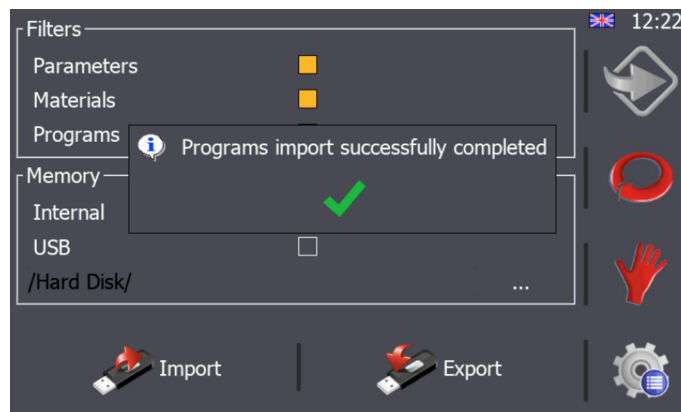 Filters
12:22
Parameters
Materials
Programs
Programs import successfully completed
Memory
Internal
USB
/Hard Disk/
...
Import
Export